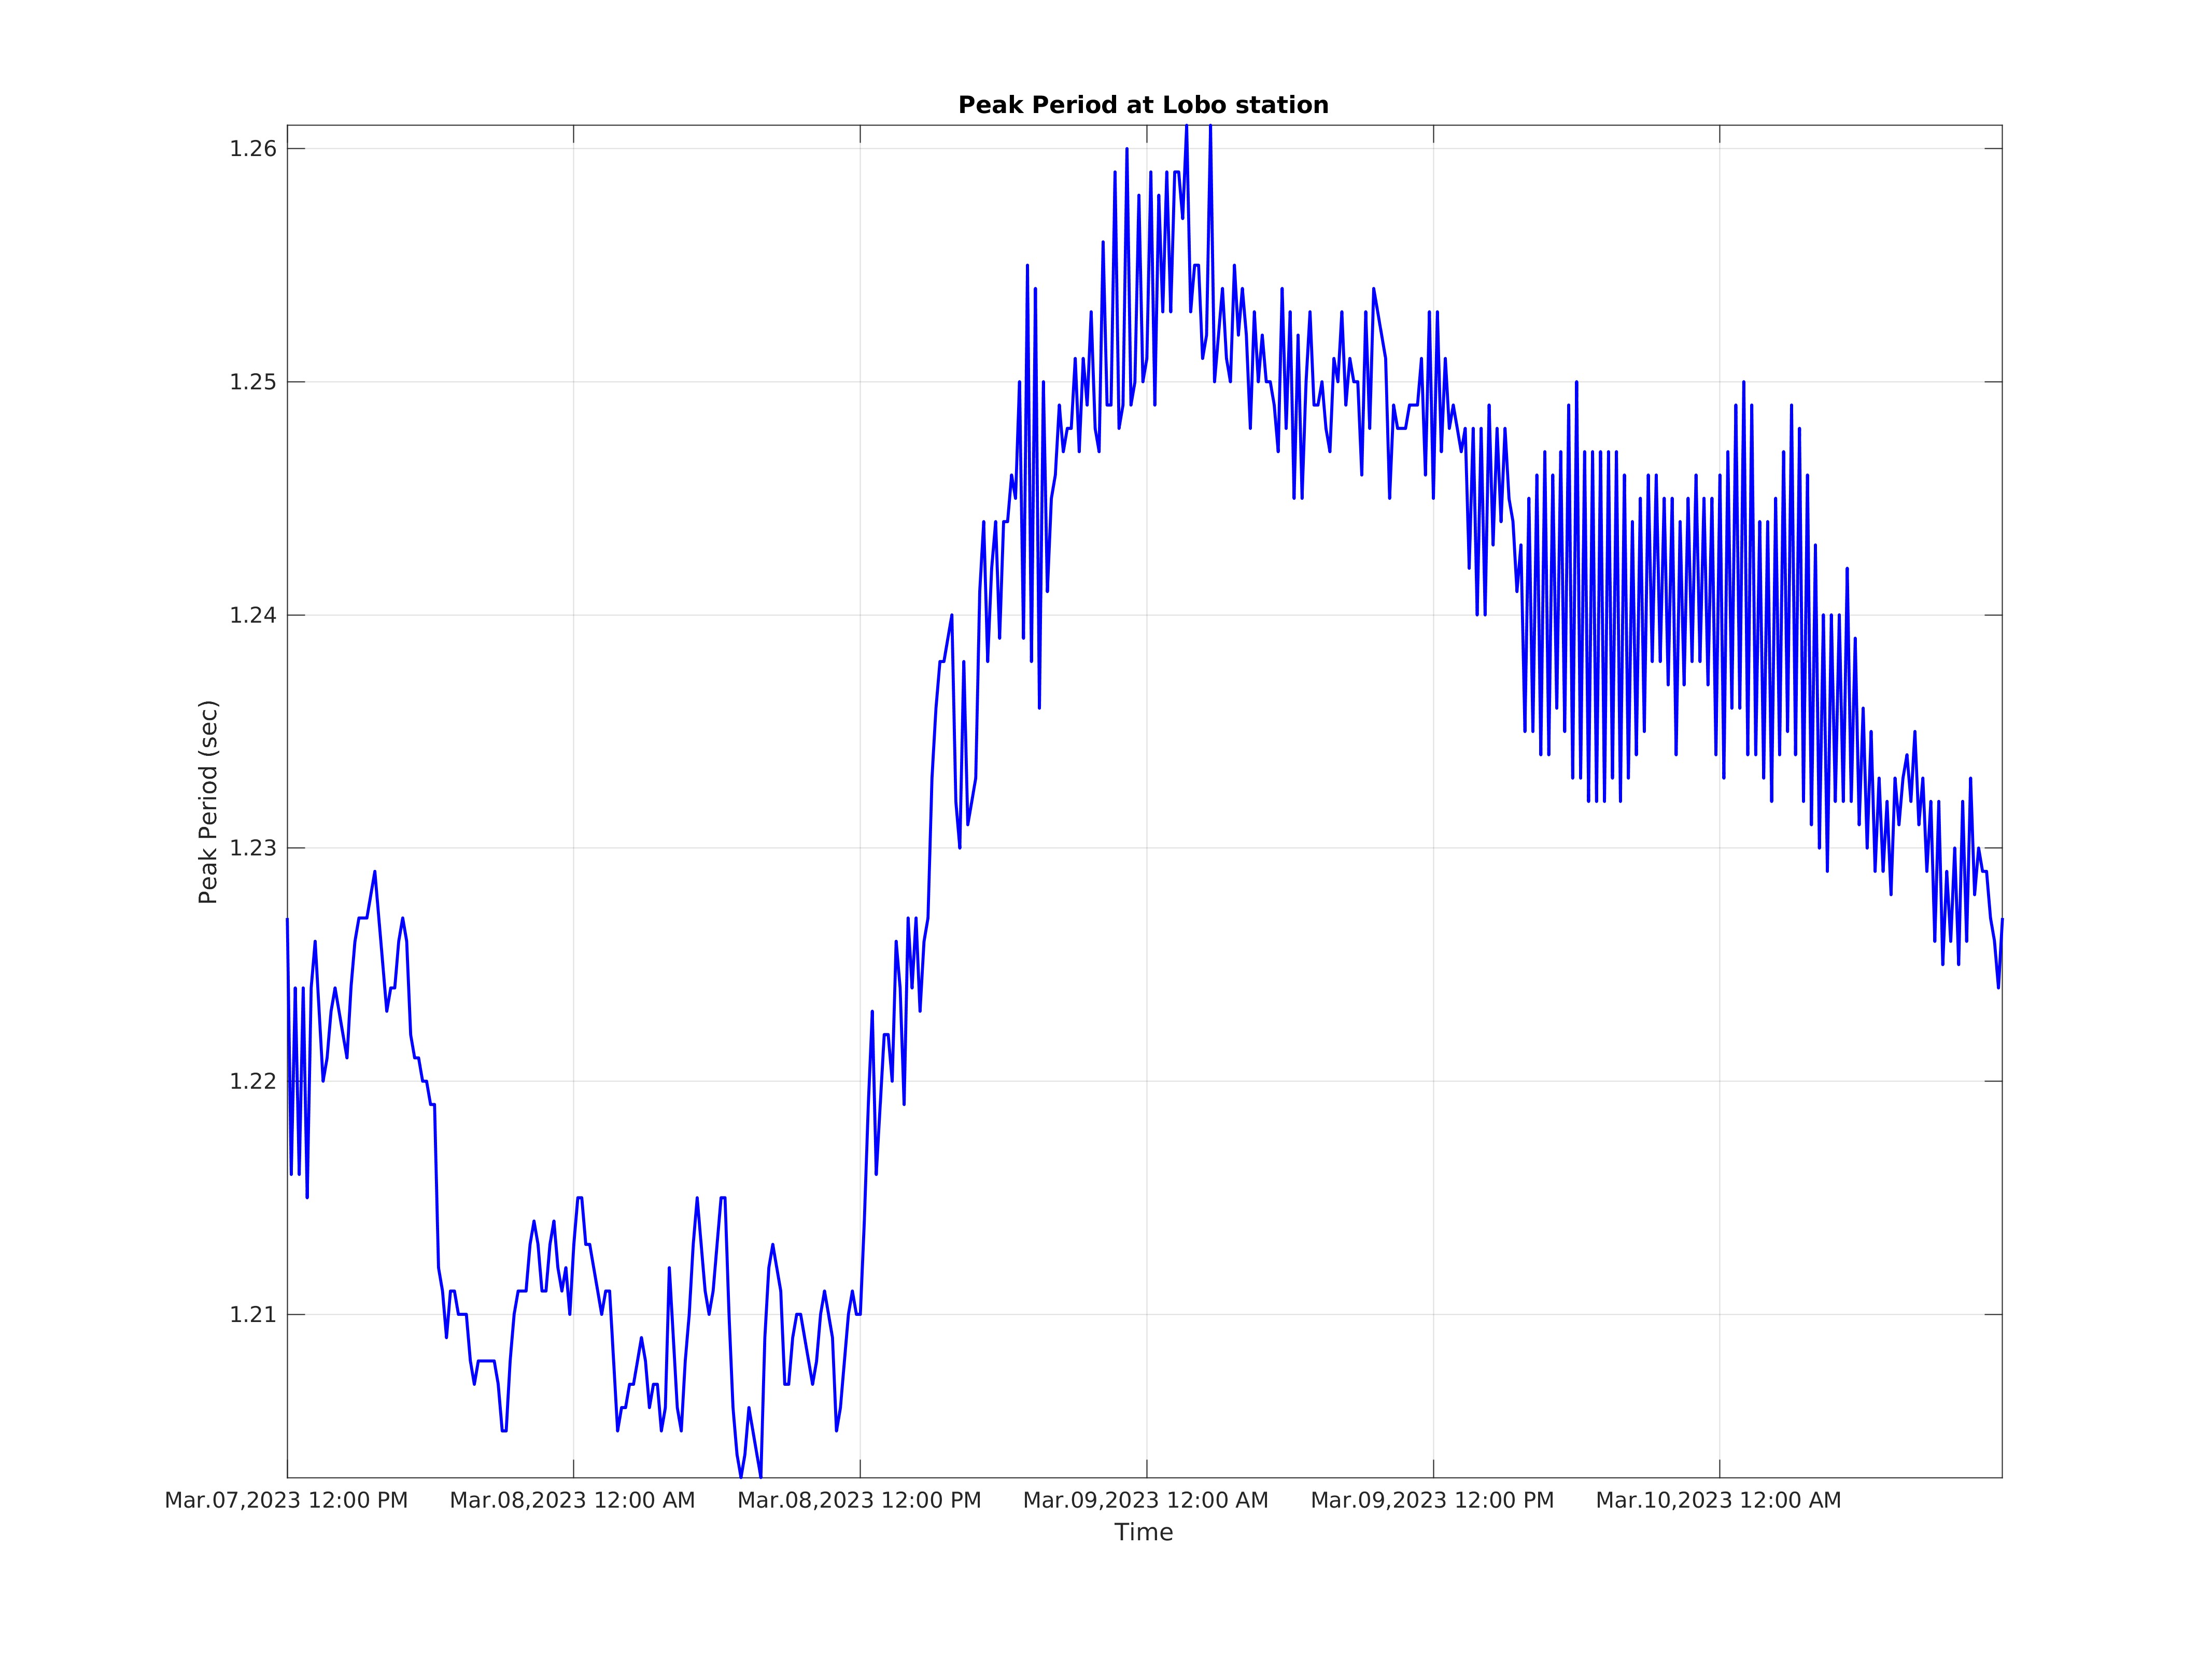 Peak Period at Lobo station
1.26
1.25
1.24
1.23
1.22
1.21
Peak Period (sec)
Mar.07,2023 12:00 PM Mar.08,2023 12:00 AM Mar.08,2023 12:00 PM Mar.09,2023 12:00 AM Mar.09,2023 12:00 PM Mar.10,2023 12:00 AM
Time